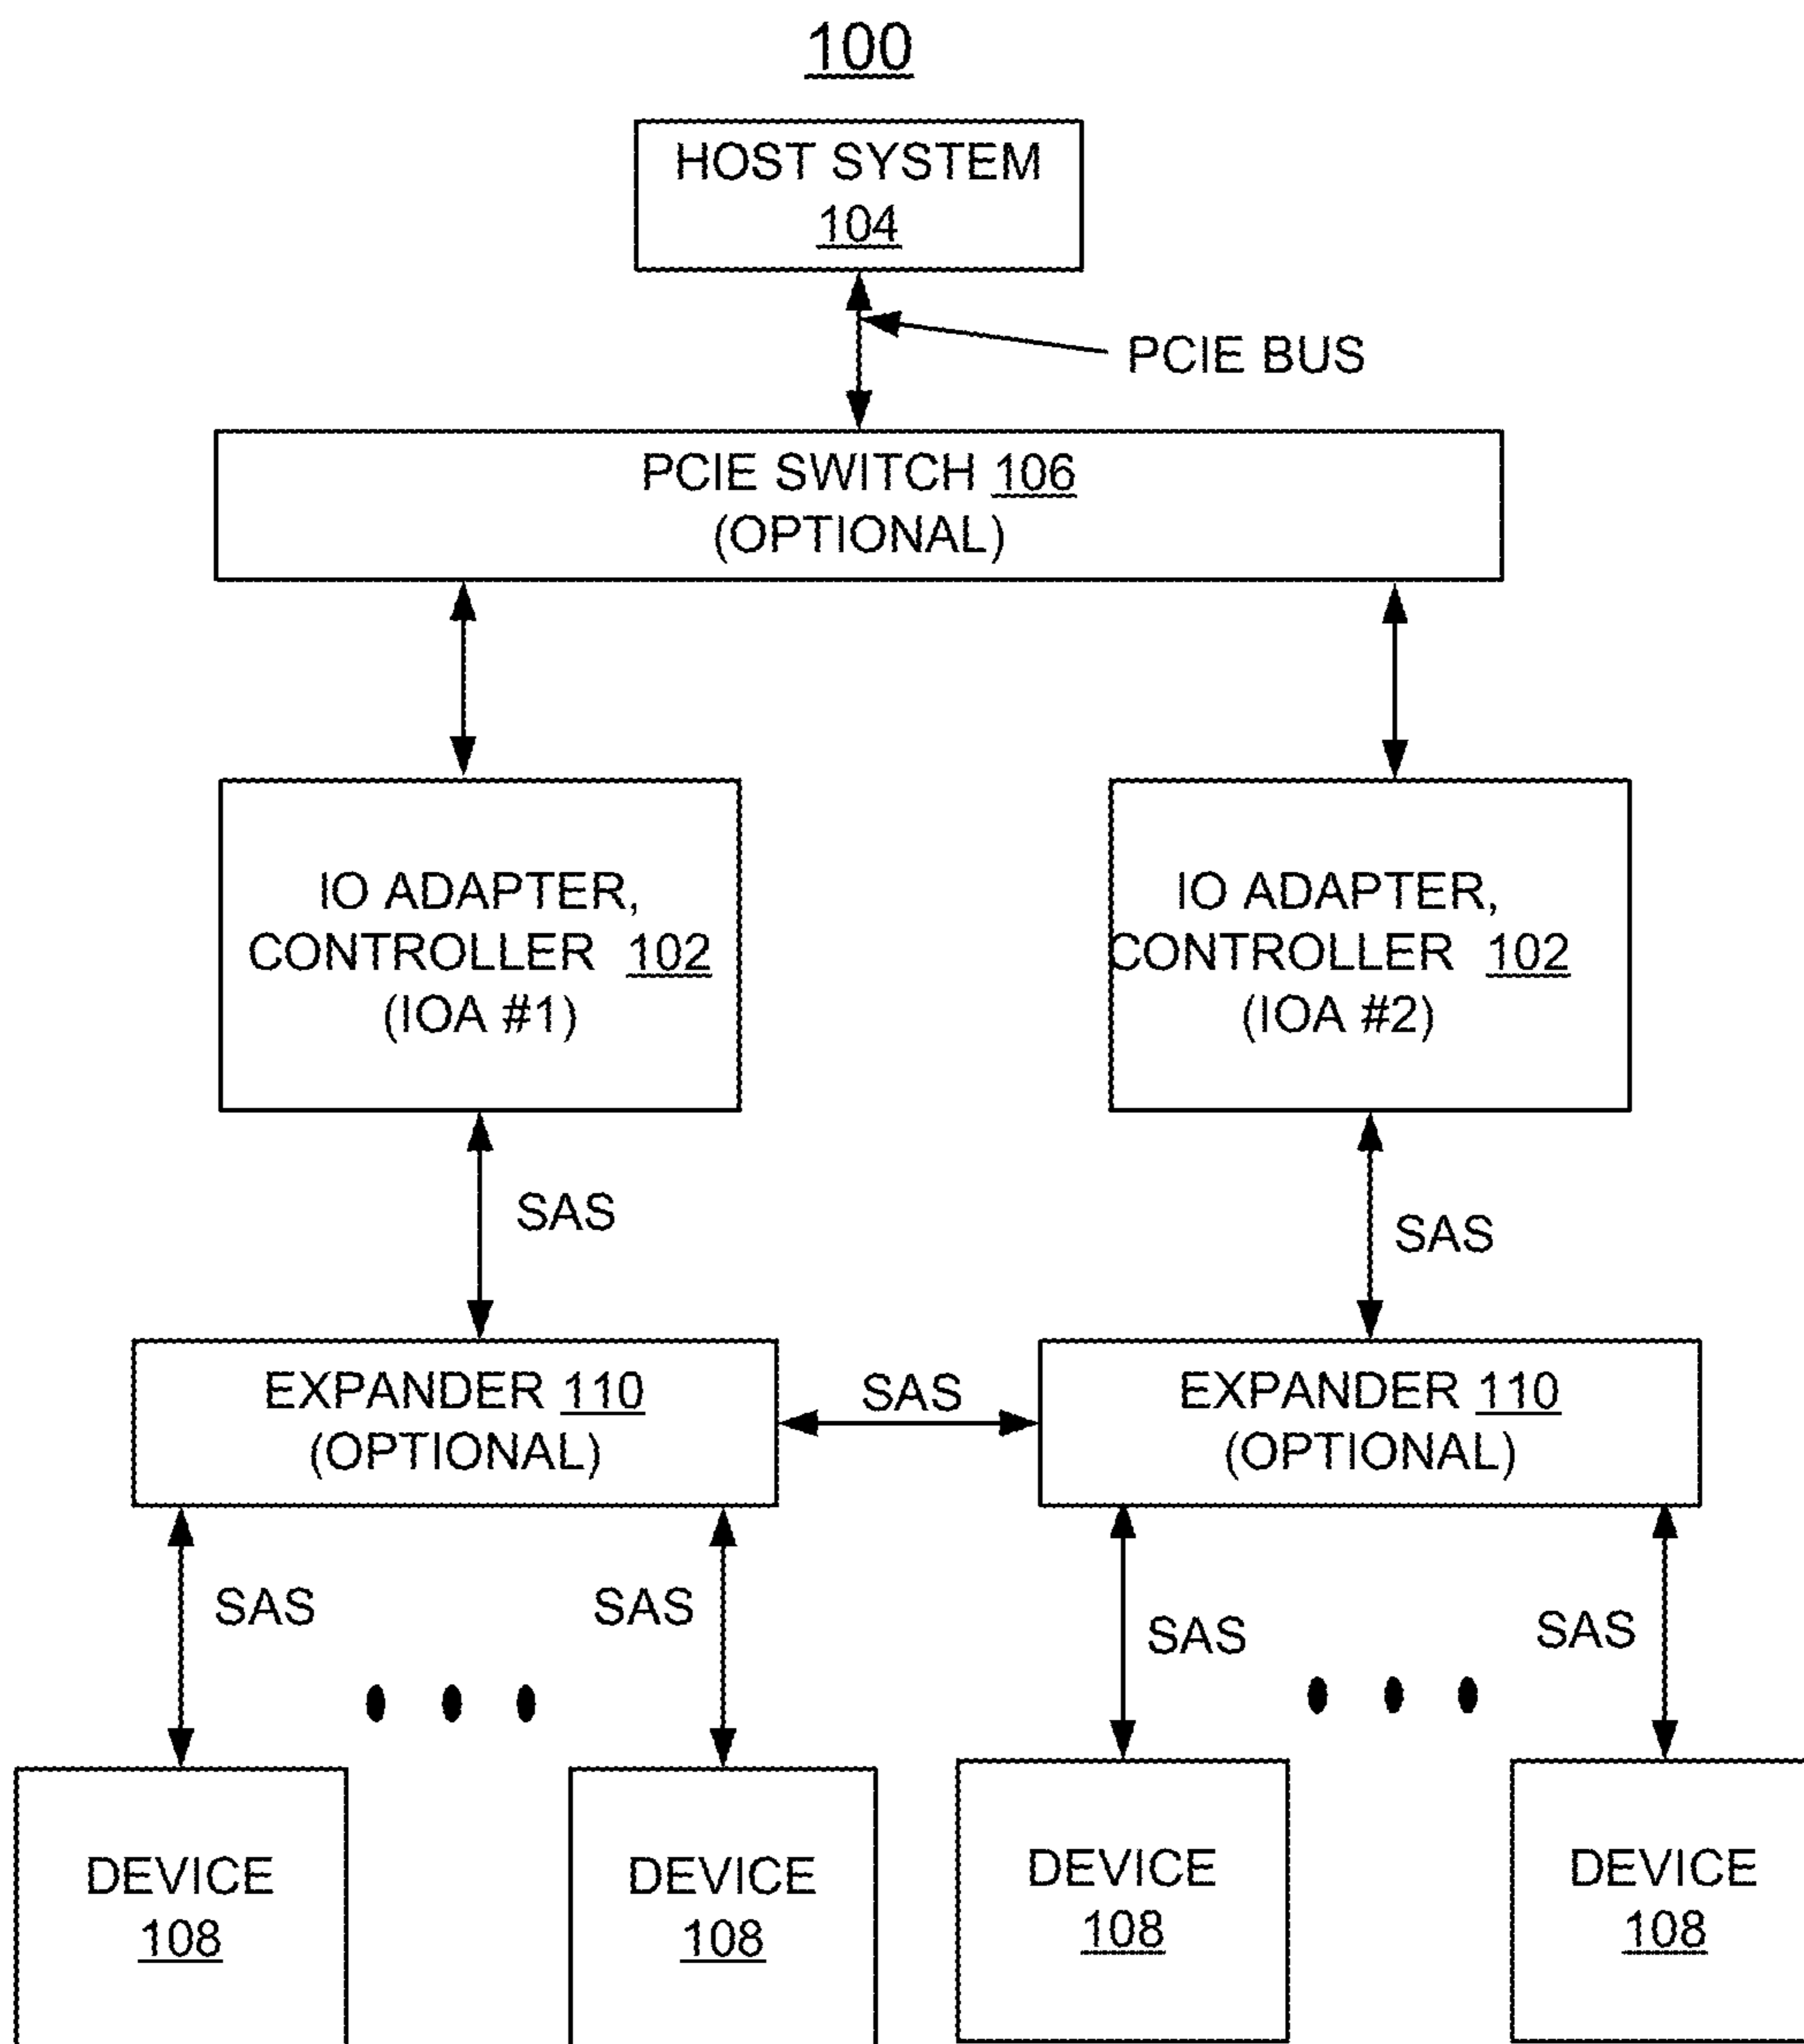 100
HOST SYSTEM
104
PCIE BUS
PCIE SWITCH 106
(OPTIONAL)
IO ADAPTER,
CONTROLLER 102
(IOA #1)
IO ADAPTER,
CONTROLLER 102
(IOA #2)
SAS
SAS
EXPANDER 110
(OPTIONAL)
SAS
EXPANDER 110
(OPTIONAL)
SAS
SAS
SAS
SAS
DEVICE
108
DEVICE
108
DEVICE
108
DEVICE
108